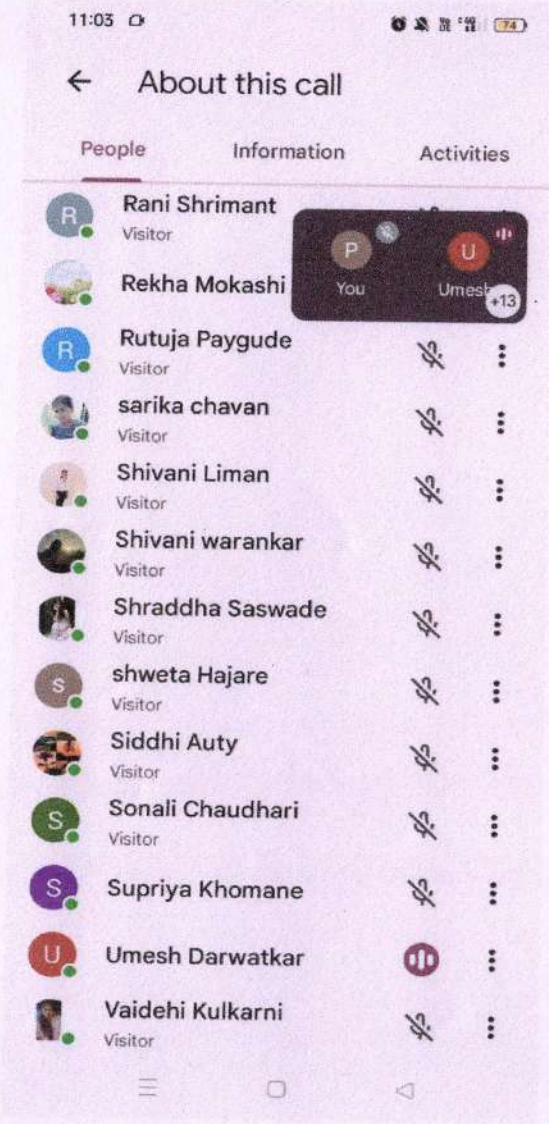 11:03
74
← About this call
People Information Activities
R Rani Shrimant
Visitor
P U
You Umesh
+13
Rekha Mokashi
R Rutuja Paygude
Visitor
sarika chavan
Visitor
Shivani Liman
Visitor
Shivani warankar
Visitor
Shraddha Saswade
Visitor
s shweta Hajare
Visitor
Siddhi Auty
Visitor
S Sonali Chaudhari
Visitor
S Supriya Khomane
U Umesh Darwatkar
Vaidehi Kulkarni
Visitor